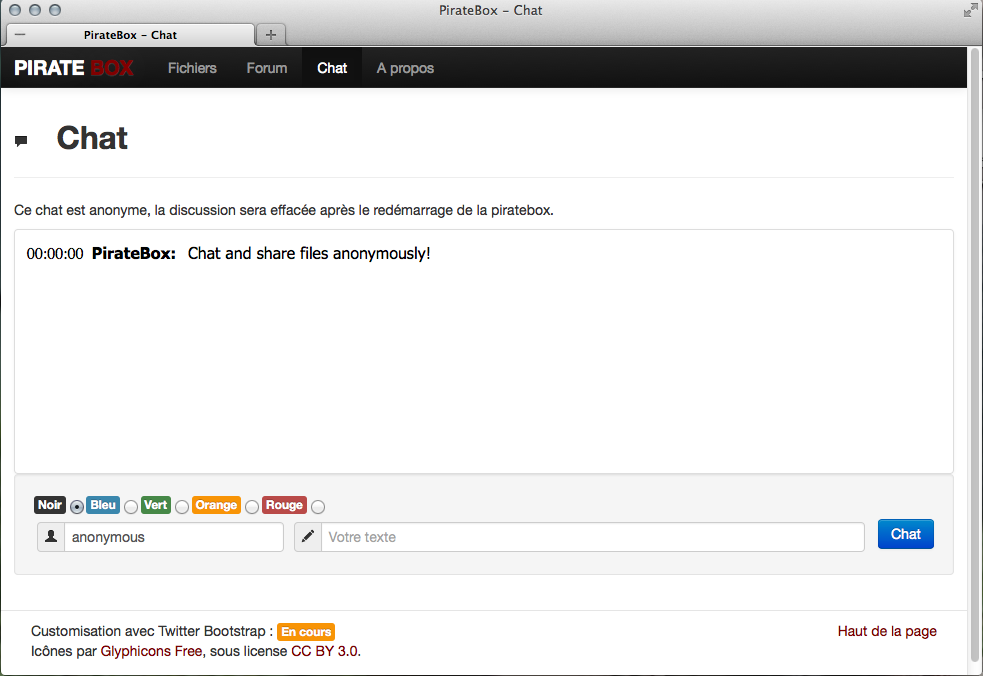 PirateBox – Chat
PirateBox – Chat
PIRATE BOX Fichiers Forum Chat A propos
Chat
Ce chat est anonyme, la discussion sera effacée après le redémarrage de la piratebox.
00:00:00 PirateBox: Chat and share files anonymously!
Noir Bleu Vert Orange Rouge
anonymous Votre texte Chat
Customisation avec Twitter Bootstrap : En cours Haut de la page
Icônes par Glyphicons Free, sous license CC BY 3.0.